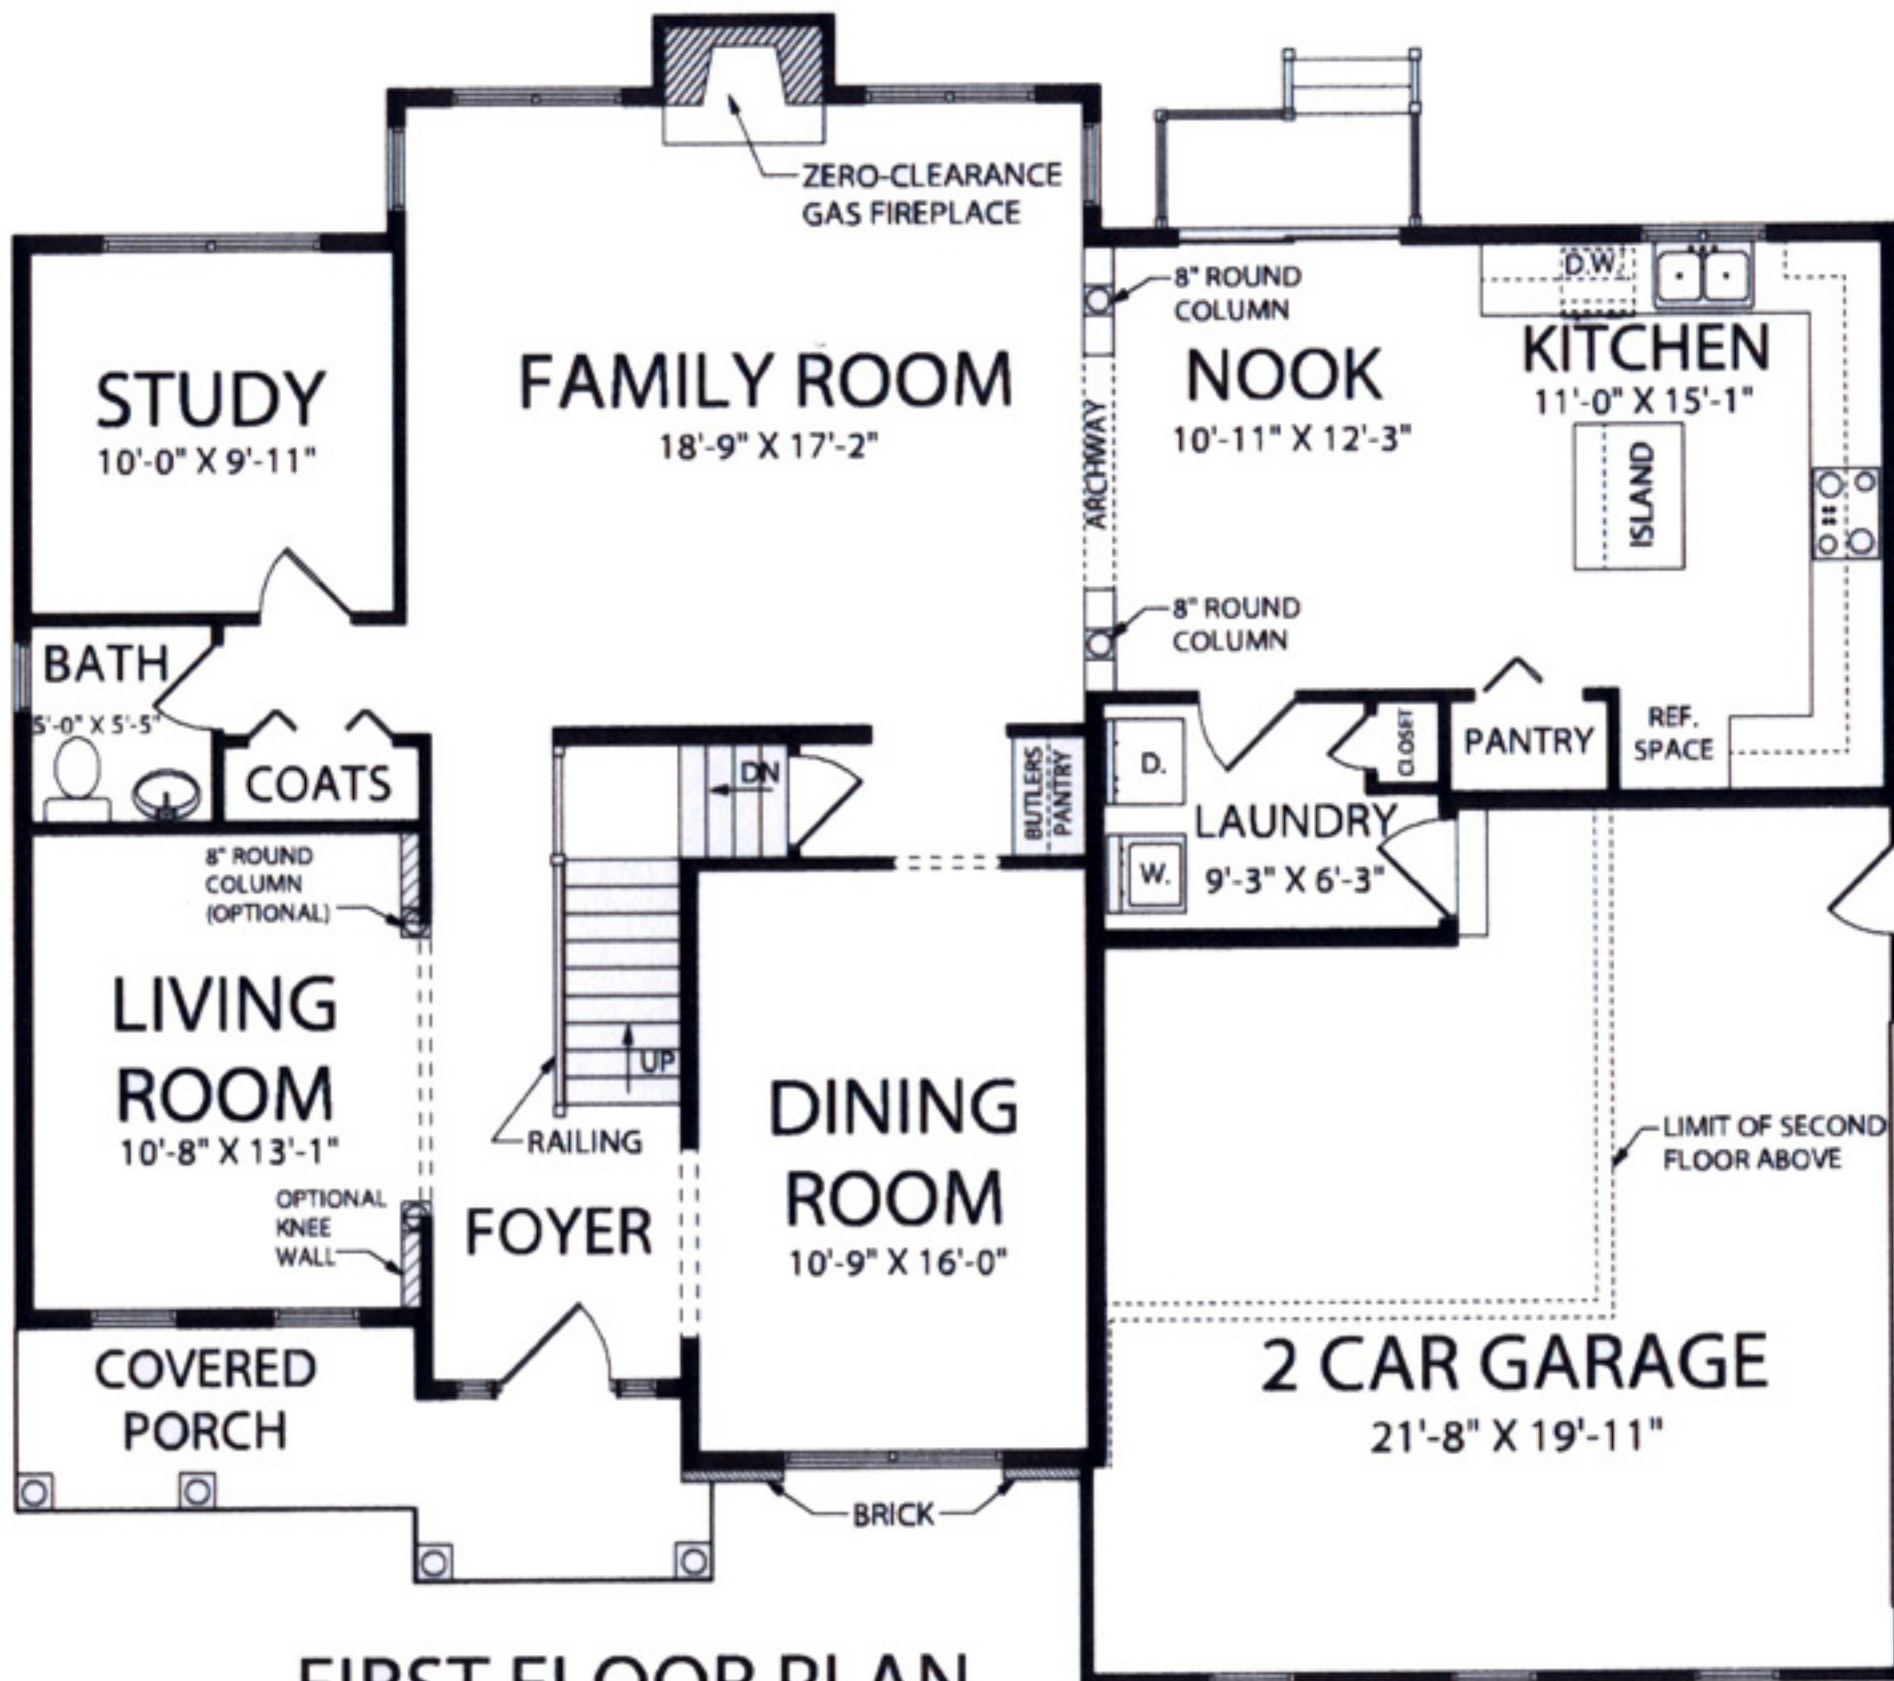 ZERO-CLEARANCE
GAS FIREPLACE
STUDY
10'-0" X 9'-11"
FAMILY ROOM
18'-9" X 17'-2"
8" ROUND
COLUMN
ARCHWAY
NOOK
10'-11" X 12'-3"
D.W.
KITCHEN
11'-0" X 15'-1"
ISLAND
8" ROUND
COLUMN
BATH
5'-0" X 5'-5"
COATS
DN
BUTLERS
PANTRY
D.
CLOSET
PANTRY
REF.
SPACE
LAUNDRY
9'-3" X 6'-3"
W.
8" ROUND
COLUMN
(OPTIONAL)
LIVING
ROOM
10'-8" X 13'-1"
UP
RAILING
OPTIONAL
KNEE
WALL
FOYER
DINING
ROOM
10'-9" X 16'-0"
LIMIT OF SECOND
FLOOR ABOVE
COVERED
PORCH
2 CAR GARAGE
21'-8" X 19'-11"
BRICK
FIRST FLOOR PLAN